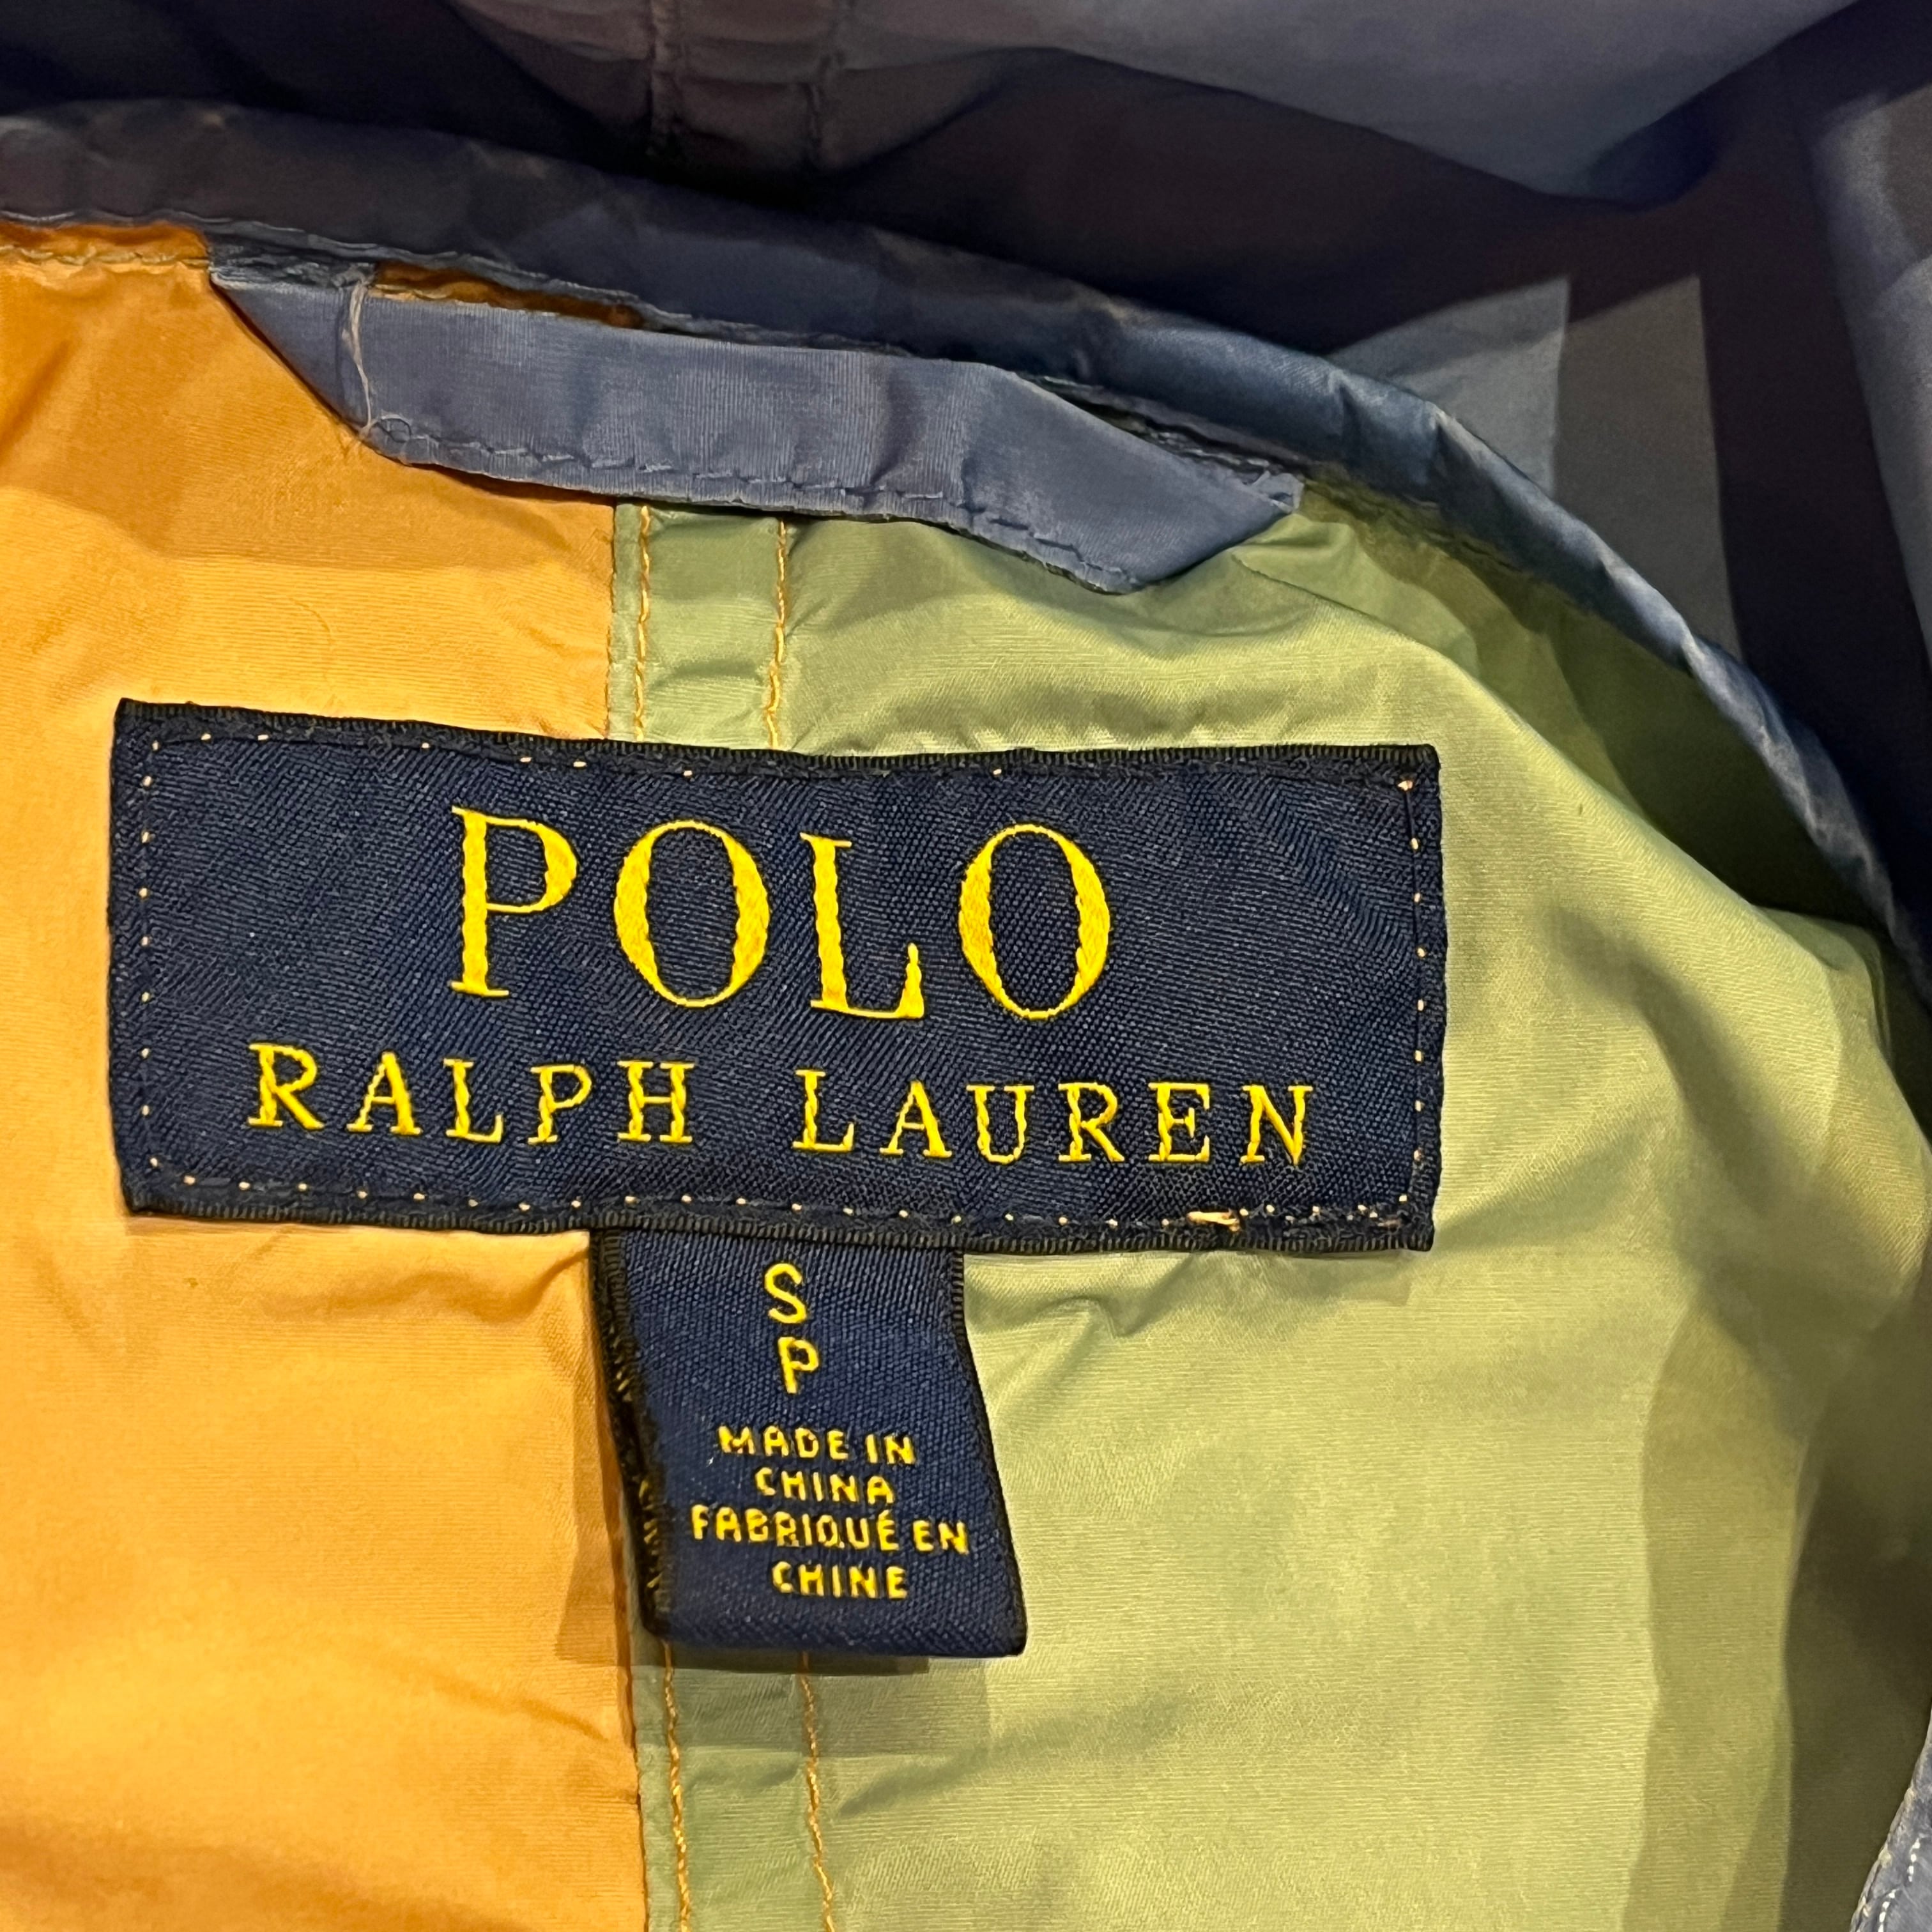 POLO
RALPH LAUREN
S
P
MADE IN
CHINA
FABRIQUÉ EN
CHINE